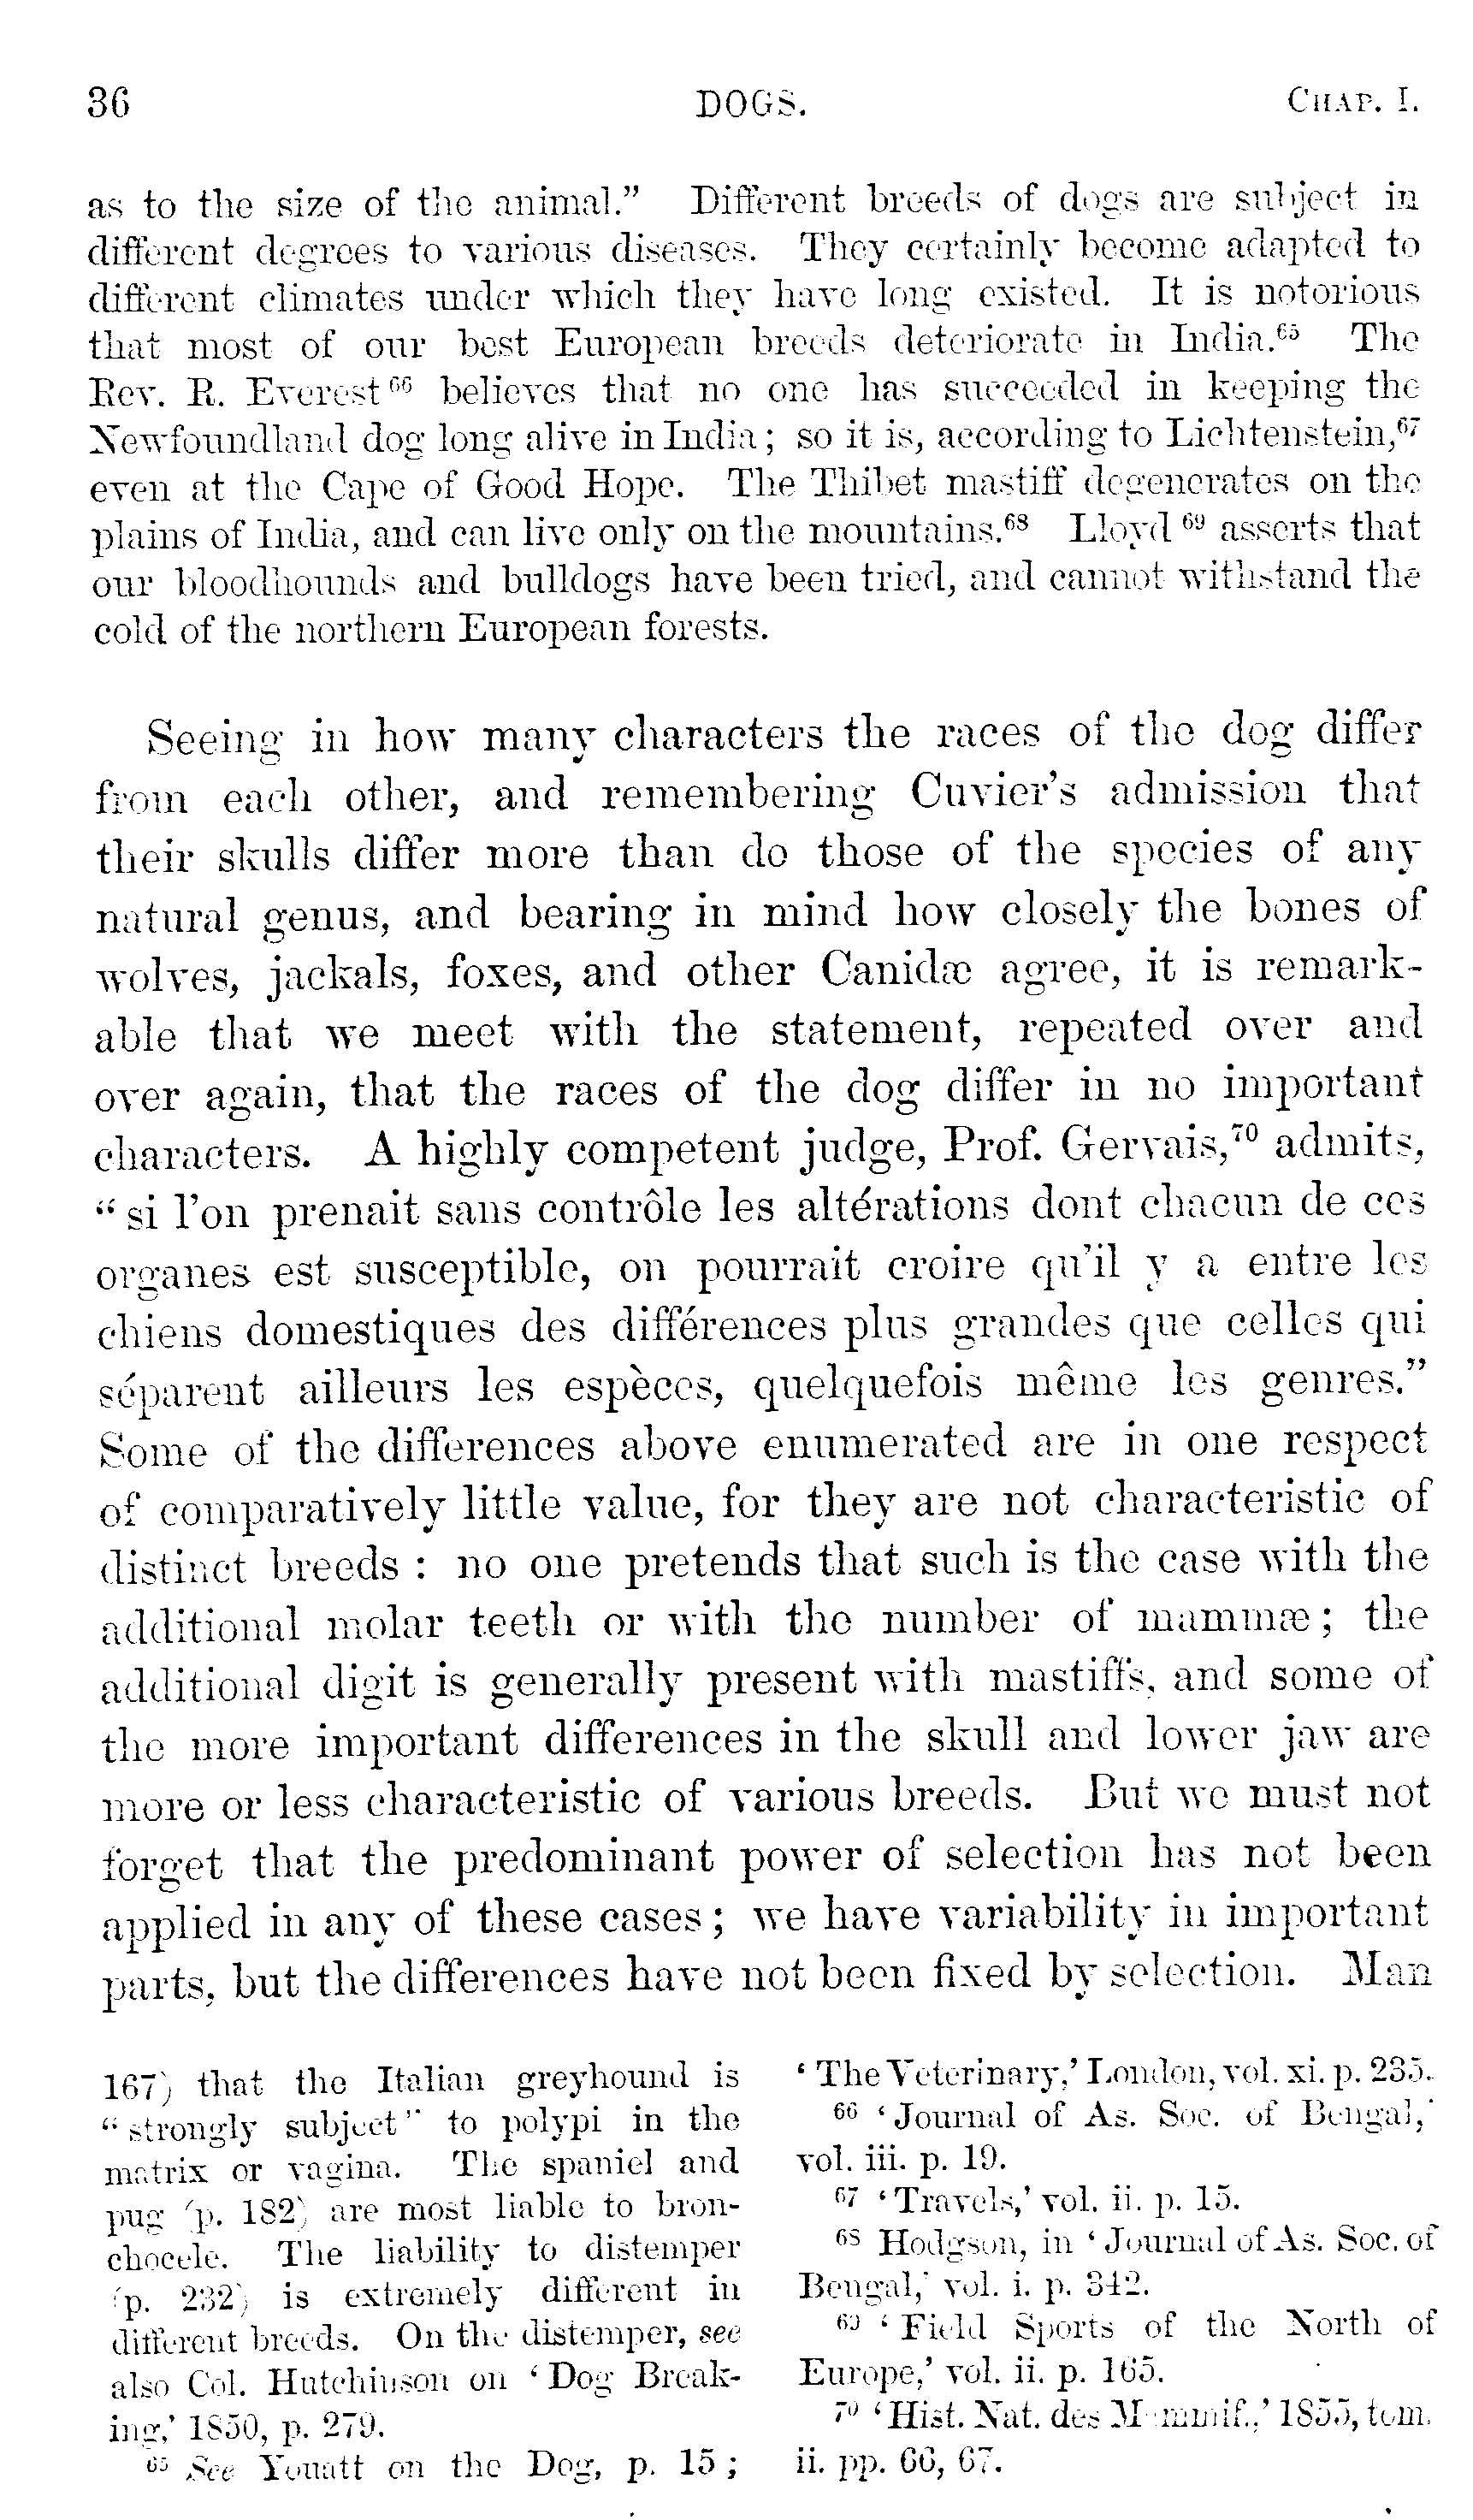 36 DOGS. CHAP. I.
as to the size of the animal.” Different breeds of dogs are subject in
different degrees to various diseases. They certainly become adapted to
different climates under which they have long existed. It is notorious
that most of our best European breeds deteriorate in India.⁶⁵ The
Rev. R. Everest⁶⁶ believes that no one has succeeded in keeping the
Newfoundland dog long alive in India; so it is, according to Lichtenstein,⁶⁷
even at the Cape of Good Hope. The Thibet mastiff degenerates on the
plains of India, and can live only on the mountains.⁶⁸ Lloyd⁶⁹ asserts that
our bloodhounds and bulldogs have been tried, and cannot withstand the
cold of the northern European forests.
Seeing in how many characters the races of the dog differ
from each other, and remembering Cuvier’s admission that
their skulls differ more than do those of the species of any
natural genus, and bearing in mind how closely the bones of
wolves, jackals, foxes, and other Canidæ agree, it is remark-
able that we meet with the statement, repeated over and
over again, that the races of the dog differ in no important
characters. A highly competent judge, Prof. Gervais,⁷⁰ admits,
“si l’on prenait sans contrôle les altérations dont chacun de ces
organes est susceptible, on pourrait croire qu’il y a entre les
chiens domestiques des différences plus grandes que celles qui
séparent ailleurs les espèces, quelquefois même les genres.”
Some of the differences above enumerated are in one respect
of comparatively little value, for they are not characteristic of
distinct breeds: no one pretends that such is the case with the
additional molar teeth or with the number of mammæ; the
additional digit is generally present with mastiffs, and some of
the more important differences in the skull and lower jaw are
more or less characteristic of various breeds. But we must not
forget that the predominant power of selection has not been
applied in any of these cases; we have variability in important
parts, but the differences have not been fixed by selection. Man
167) that the Italian greyhound is
“strongly subject” to polypi in the
matrix or vagina. The spaniel and
pug (p. 182) are most liable to bron-
chocele. The liability to distemper
(p. 232) is extremely different in
different breeds. On the distemper, see
also Col. Hutchinson on ‘Dog Break-
ing,’ 1850, p. 279.
⁶⁵ See Youatt on the Dog, p. 15;
‘The Veterinary,’ London, vol. xi. p. 235.
⁶⁶ ‘Journal of As. Soc. of Bengal,’
vol. iii. p. 19.
⁶⁷ ‘Travels,’ vol. ii. p. 15.
⁶⁸ Hodgson, in ‘Journal of As. Soc. of
Bengal,’ vol. i. p. 342.
⁶⁹ ‘Field Sports of the North of
Europe,’ vol. ii. p. 165.
⁷⁰ ‘Hist. Nat. des Mammif.,’ 1855, tom.
ii. pp. 66, 67.